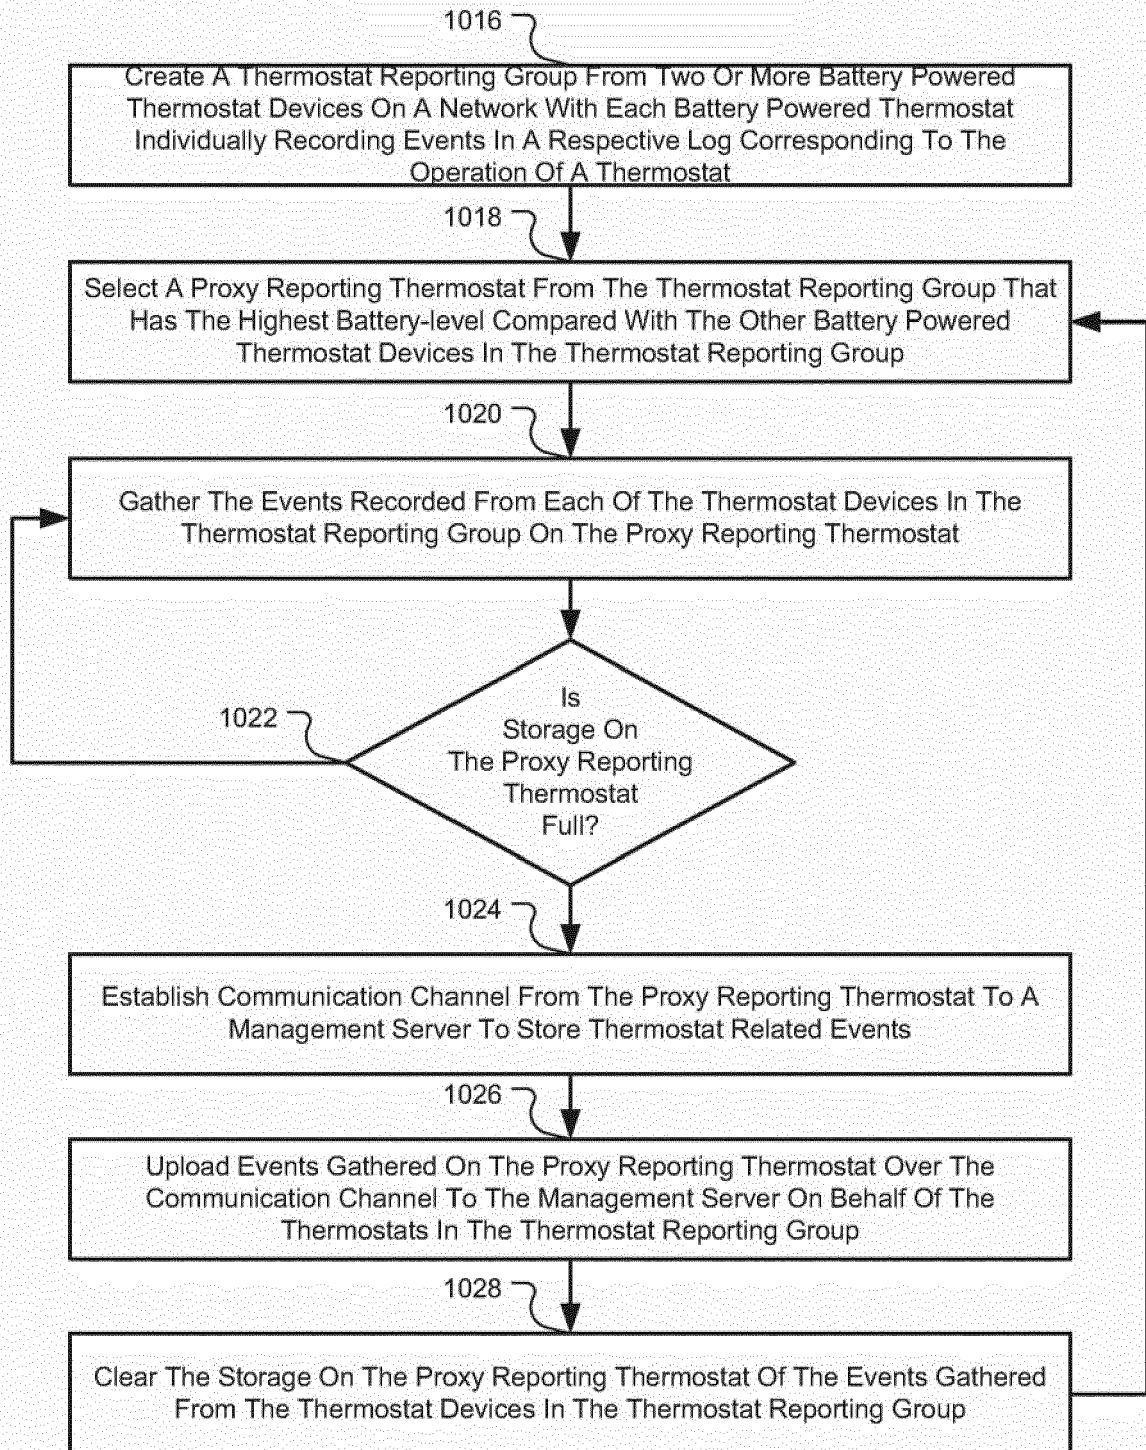 1016
Create A Thermostat Reporting Group From Two Or More Battery Powered
Thermostat Devices On A Network With Each Battery Powered Thermostat
Individually Recording Events In A Respective Log Corresponding To The
Operation Of A Thermostat
1018
Select A Proxy Reporting Thermostat From The Thermostat Reporting Group That
Has The Highest Battery-level Compared With The Other Battery Powered
Thermostat Devices In The Thermostat Reporting Group
1020
Gather The Events Recorded From Each Of The Thermostat Devices In The
Thermostat Reporting Group On The Proxy Reporting Thermostat
1022
Is
Storage On
The Proxy Reporting
Thermostat
Full?
1024
Establish Communication Channel From The Proxy Reporting Thermostat To A
Management Server To Store Thermostat Related Events
1026
Upload Events Gathered On The Proxy Reporting Thermostat Over The
Communication Channel To The Management Server On Behalf Of The
Thermostats In The Thermostat Reporting Group
1028
Clear The Storage On The Proxy Reporting Thermostat Of The Events Gathered
From The Thermostat Devices In The Thermostat Reporting Group